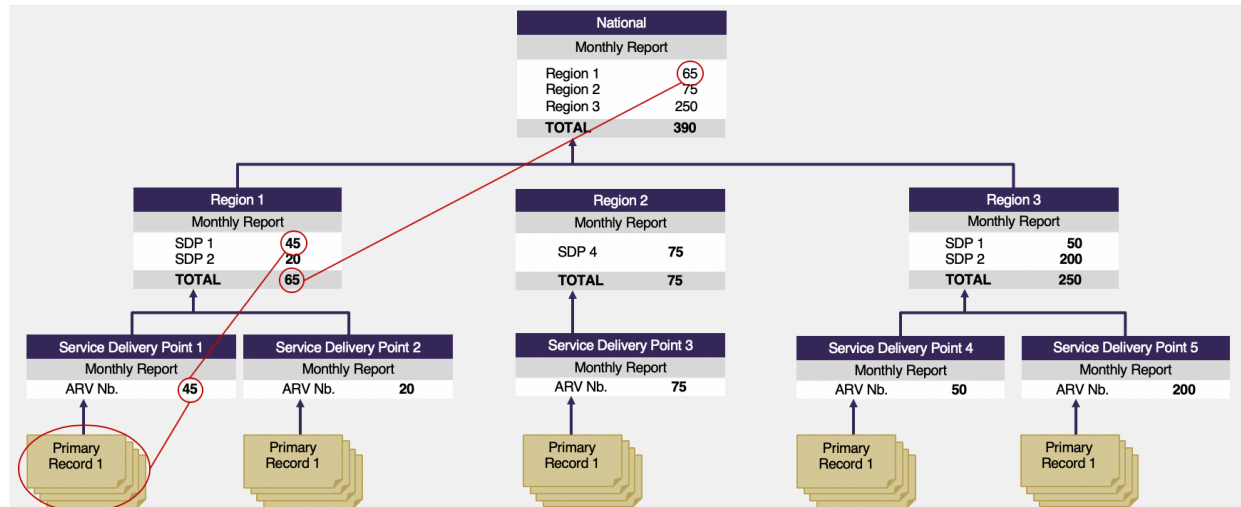 National
Monthly Report
Region 1 65
Region 2 75
Region 3 250
TOTAL 390
Region 1
Monthly Report
SDP 1 45
SDP 2 20
TOTAL 65
Region 2
Monthly Report
SDP 4 75
TOTAL 75
Region 3
Monthly Report
SDP 1 50
SDP 2 200
TOTAL 250
Service Delivery Point 1
Monthly Report
ARV Nb. 45
Service Delivery Point 2
Monthly Report
ARV Nb. 20
Service Delivery Point 3
Monthly Report
ARV Nb. 75
Service Delivery Point 4
Monthly Report
ARV Nb. 50
Service Delivery Point 5
Monthly Report
ARV Nb. 200
Primary
Record 1
Primary
Record 1
Primary
Record 1
Primary
Record 1
Primary
Record 1